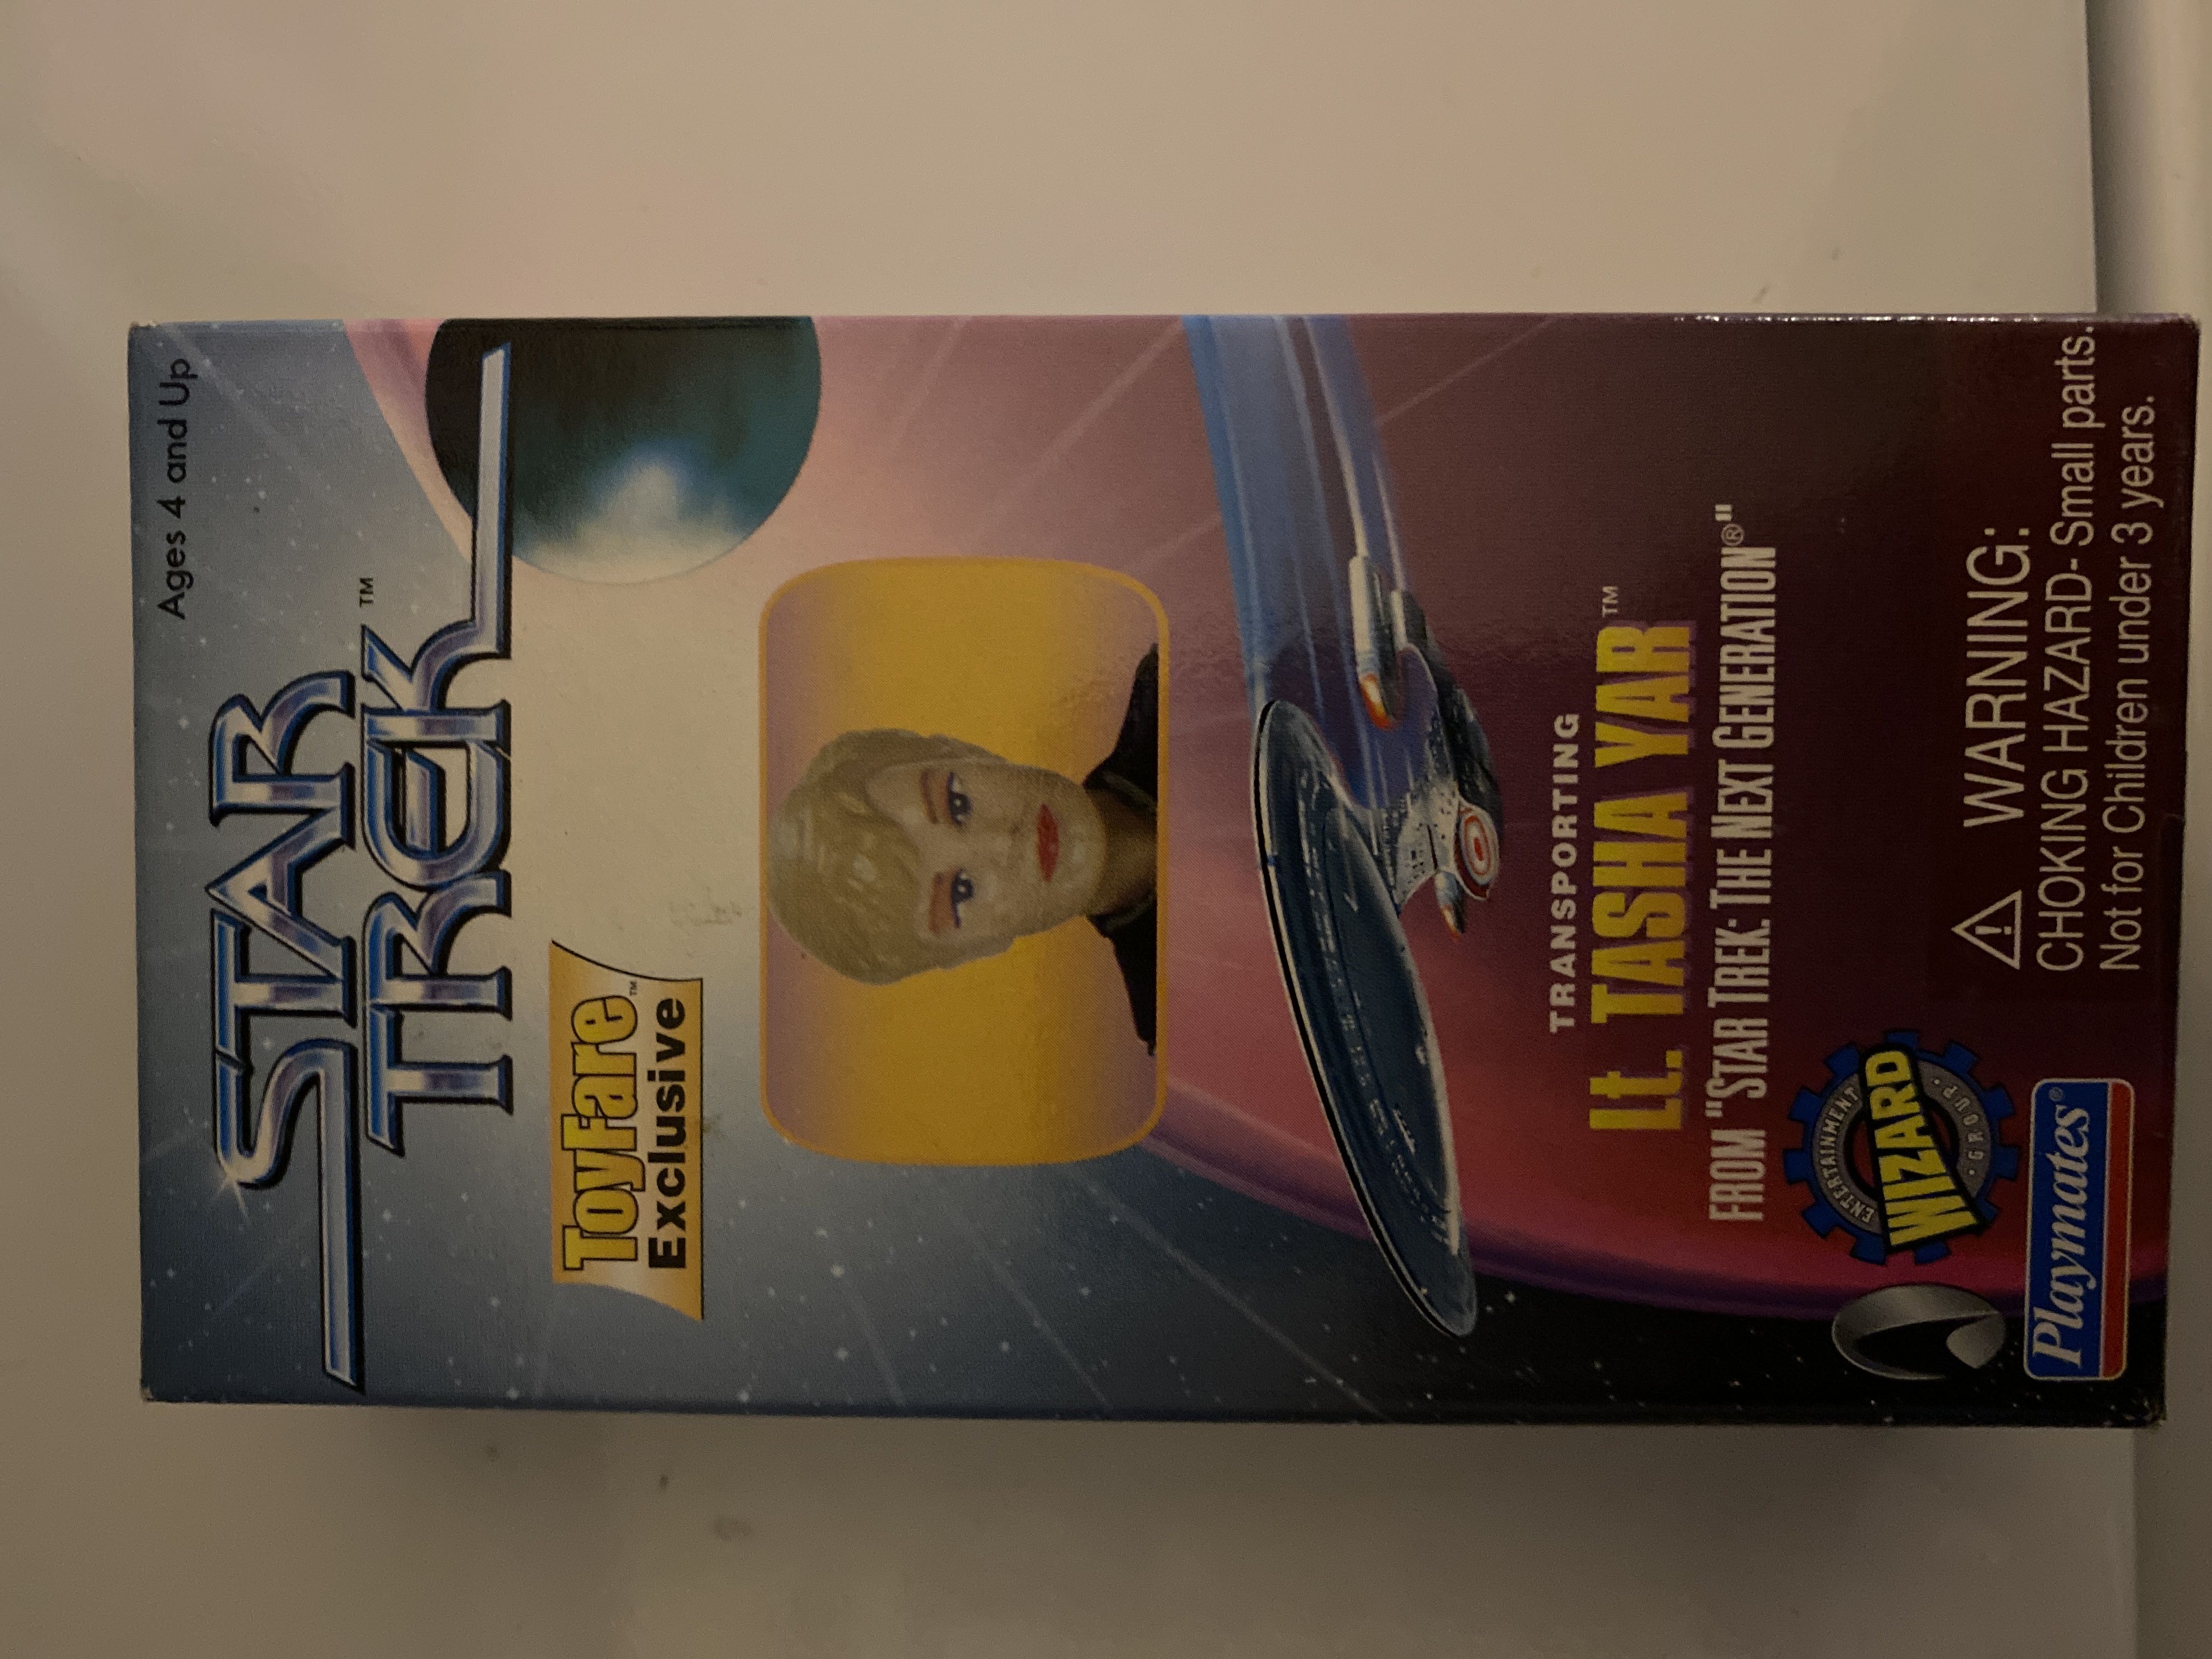 Ages 4 and Up
STAR
TREK™
ToyFare™
Exclusive
TRANSPORTING
Lt. TASHA YAR™
FROM "STAR TREK: THE NEXT GENERATION®"
ENTERTAINMENT
WIZARD
• GROUP •
WARNING:
CHOKING HAZARD- Small parts.
Not for Children under 3 years.
Playmates®